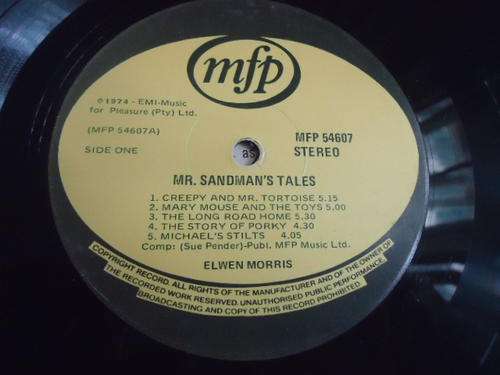 mfp
©1974 - EMI-Music
for Pleasure (Pty) Ltd.
(MFP 54607A)
SIDE ONE
MFP 54607
STEREO
as
MR. SANDMAN'S TALES
1. CREEPY AND MR. TORTOISE 5.15
2. MARY MOUSE AND THE TOYS 5.00
3. THE LONG ROAD HOME 5.30
4. THE STORY OF PORKY 4.30
5. MICHAEL'S STILTS 4.05
Comp: (Sue Pender)-Publ. MFP Music Ltd.
ELWEN MORRIS
COPYRIGHT RECORD. ALL RIGHTS OF THE MANUFACTURER AND OF THE OWNER OF
THE RECORDED WORK RESERVED. UNAUTHORISED PUBLIC PERFORMANCE,
BROADCASTING AND COPY OF THIS RECORD PROHIBITED.